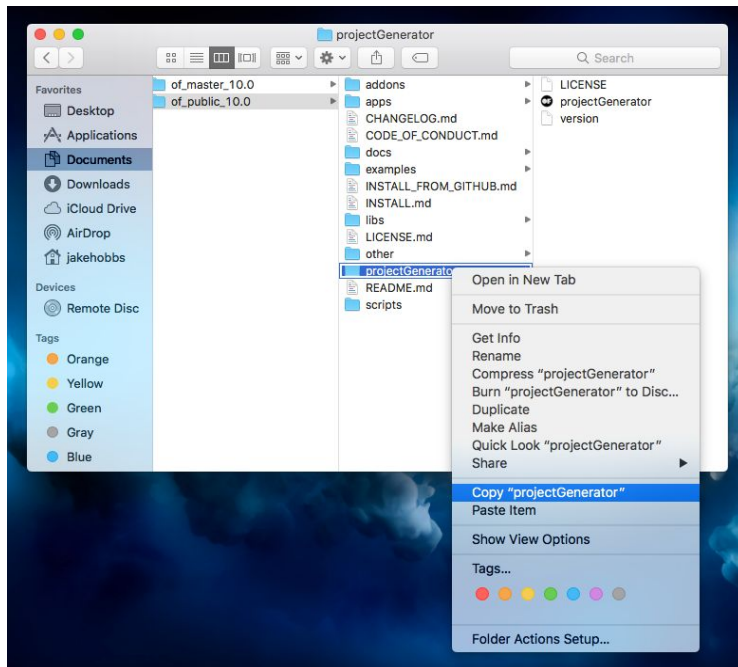 projectGenerator
Search
Favorites
Desktop
Applications
Documents
Downloads
iCloud Drive
AirDrop
jakehobbs
Devices
Remote Disc
Tags
Orange
Yellow
Green
Gray
Blue
of_master_10.0
of_public_10.0
addons
apps
CHANGELOG.md
CODE_OF_CONDUCT.md
docs
examples
INSTALL_FROM_GITHUB.md
INSTALL.md
libs
LICENSE.md
other
projectGenerato
README.md
scripts
LICENSE
projectGenerator
version
Open in New Tab
Move to Trash
Get Info
Rename
Compress “projectGenerator”
Burn “projectGenerator” to Disc...
Duplicate
Make Alias
Quick Look “projectGenerator”
Share
Copy “projectGenerator”
Paste Item
Show View Options
Tags...
Folder Actions Setup...